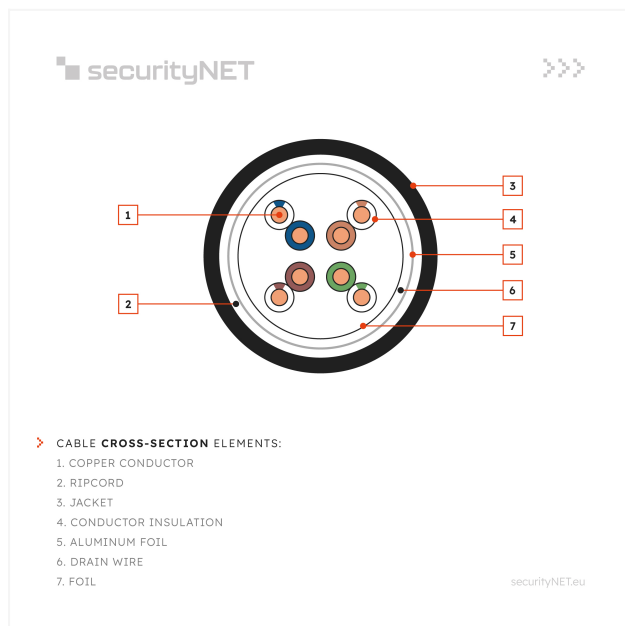 securityNET
1
2
3
4
5
6
7
CABLE CROSS-SECTION ELEMENTS:
1. COPPER CONDUCTOR
2. RIPCORD
3. JACKET
4. CONDUCTOR INSULATION
5. ALUMINUM FOIL
6. DRAIN WIRE
7. FOIL
securityNET.eu